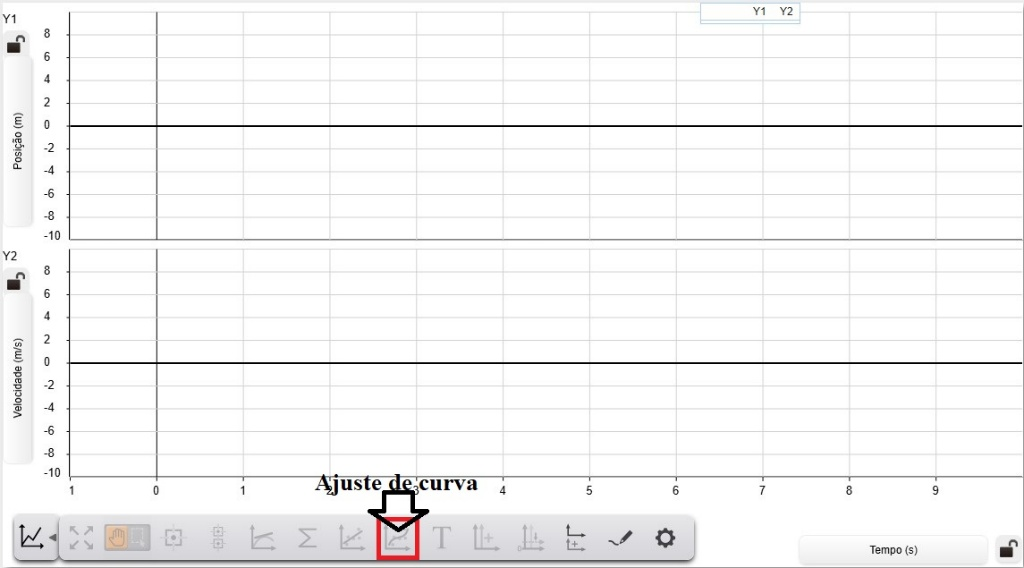 Y1
Y1 Y2
8
6
4
2
0
-2
-4
-6
-8
-10
Posição (m)
Y2
8
6
4
2
0
-2
-4
-6
-8
-10
Velocidade (m/s)
1 0 1 2 3 4 5 6 7 8 9
Ajuste de curva
Σ T
Tempo (s)